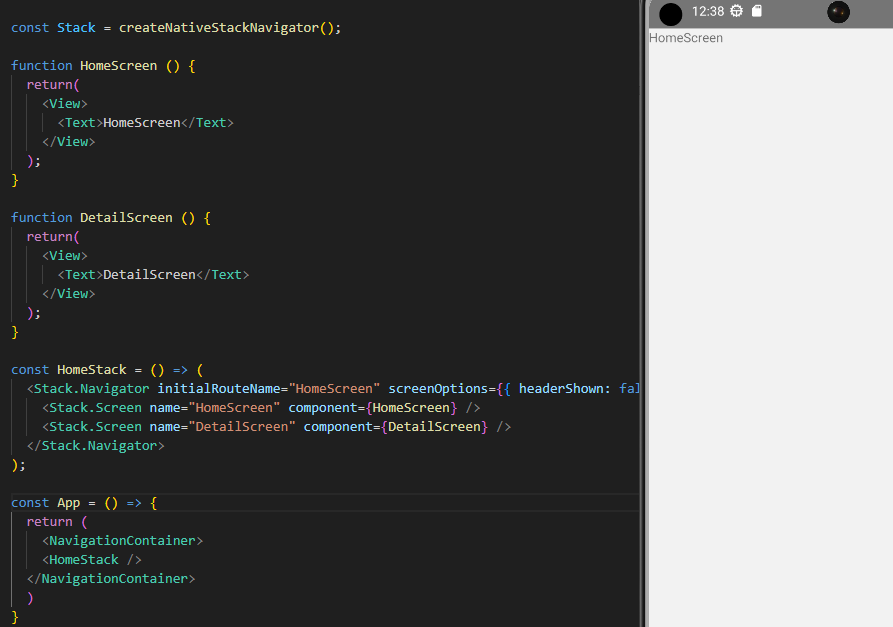 const Stack = createNativeStackNavigator();
function HomeScreen () {
return(
<View>
<Text>HomeScreen</Text>
</View>
);
}
function DetailScreen () {
return(
<View>
<Text>DetailScreen</Text>
</View>
);
}
const HomeStack = () => (
<Stack.Navigator initialRouteName="HomeScreen" screenOptions={{ headerShown: fal
<Stack.Screen name="HomeScreen" component={HomeScreen} />
<Stack.Screen name="DetailScreen" component={DetailScreen} />
</Stack.Navigator>
);
const App = () => {
return (
<NavigationContainer>
<HomeStack />
</NavigationContainer>
)
}
12:38
HomeScreen